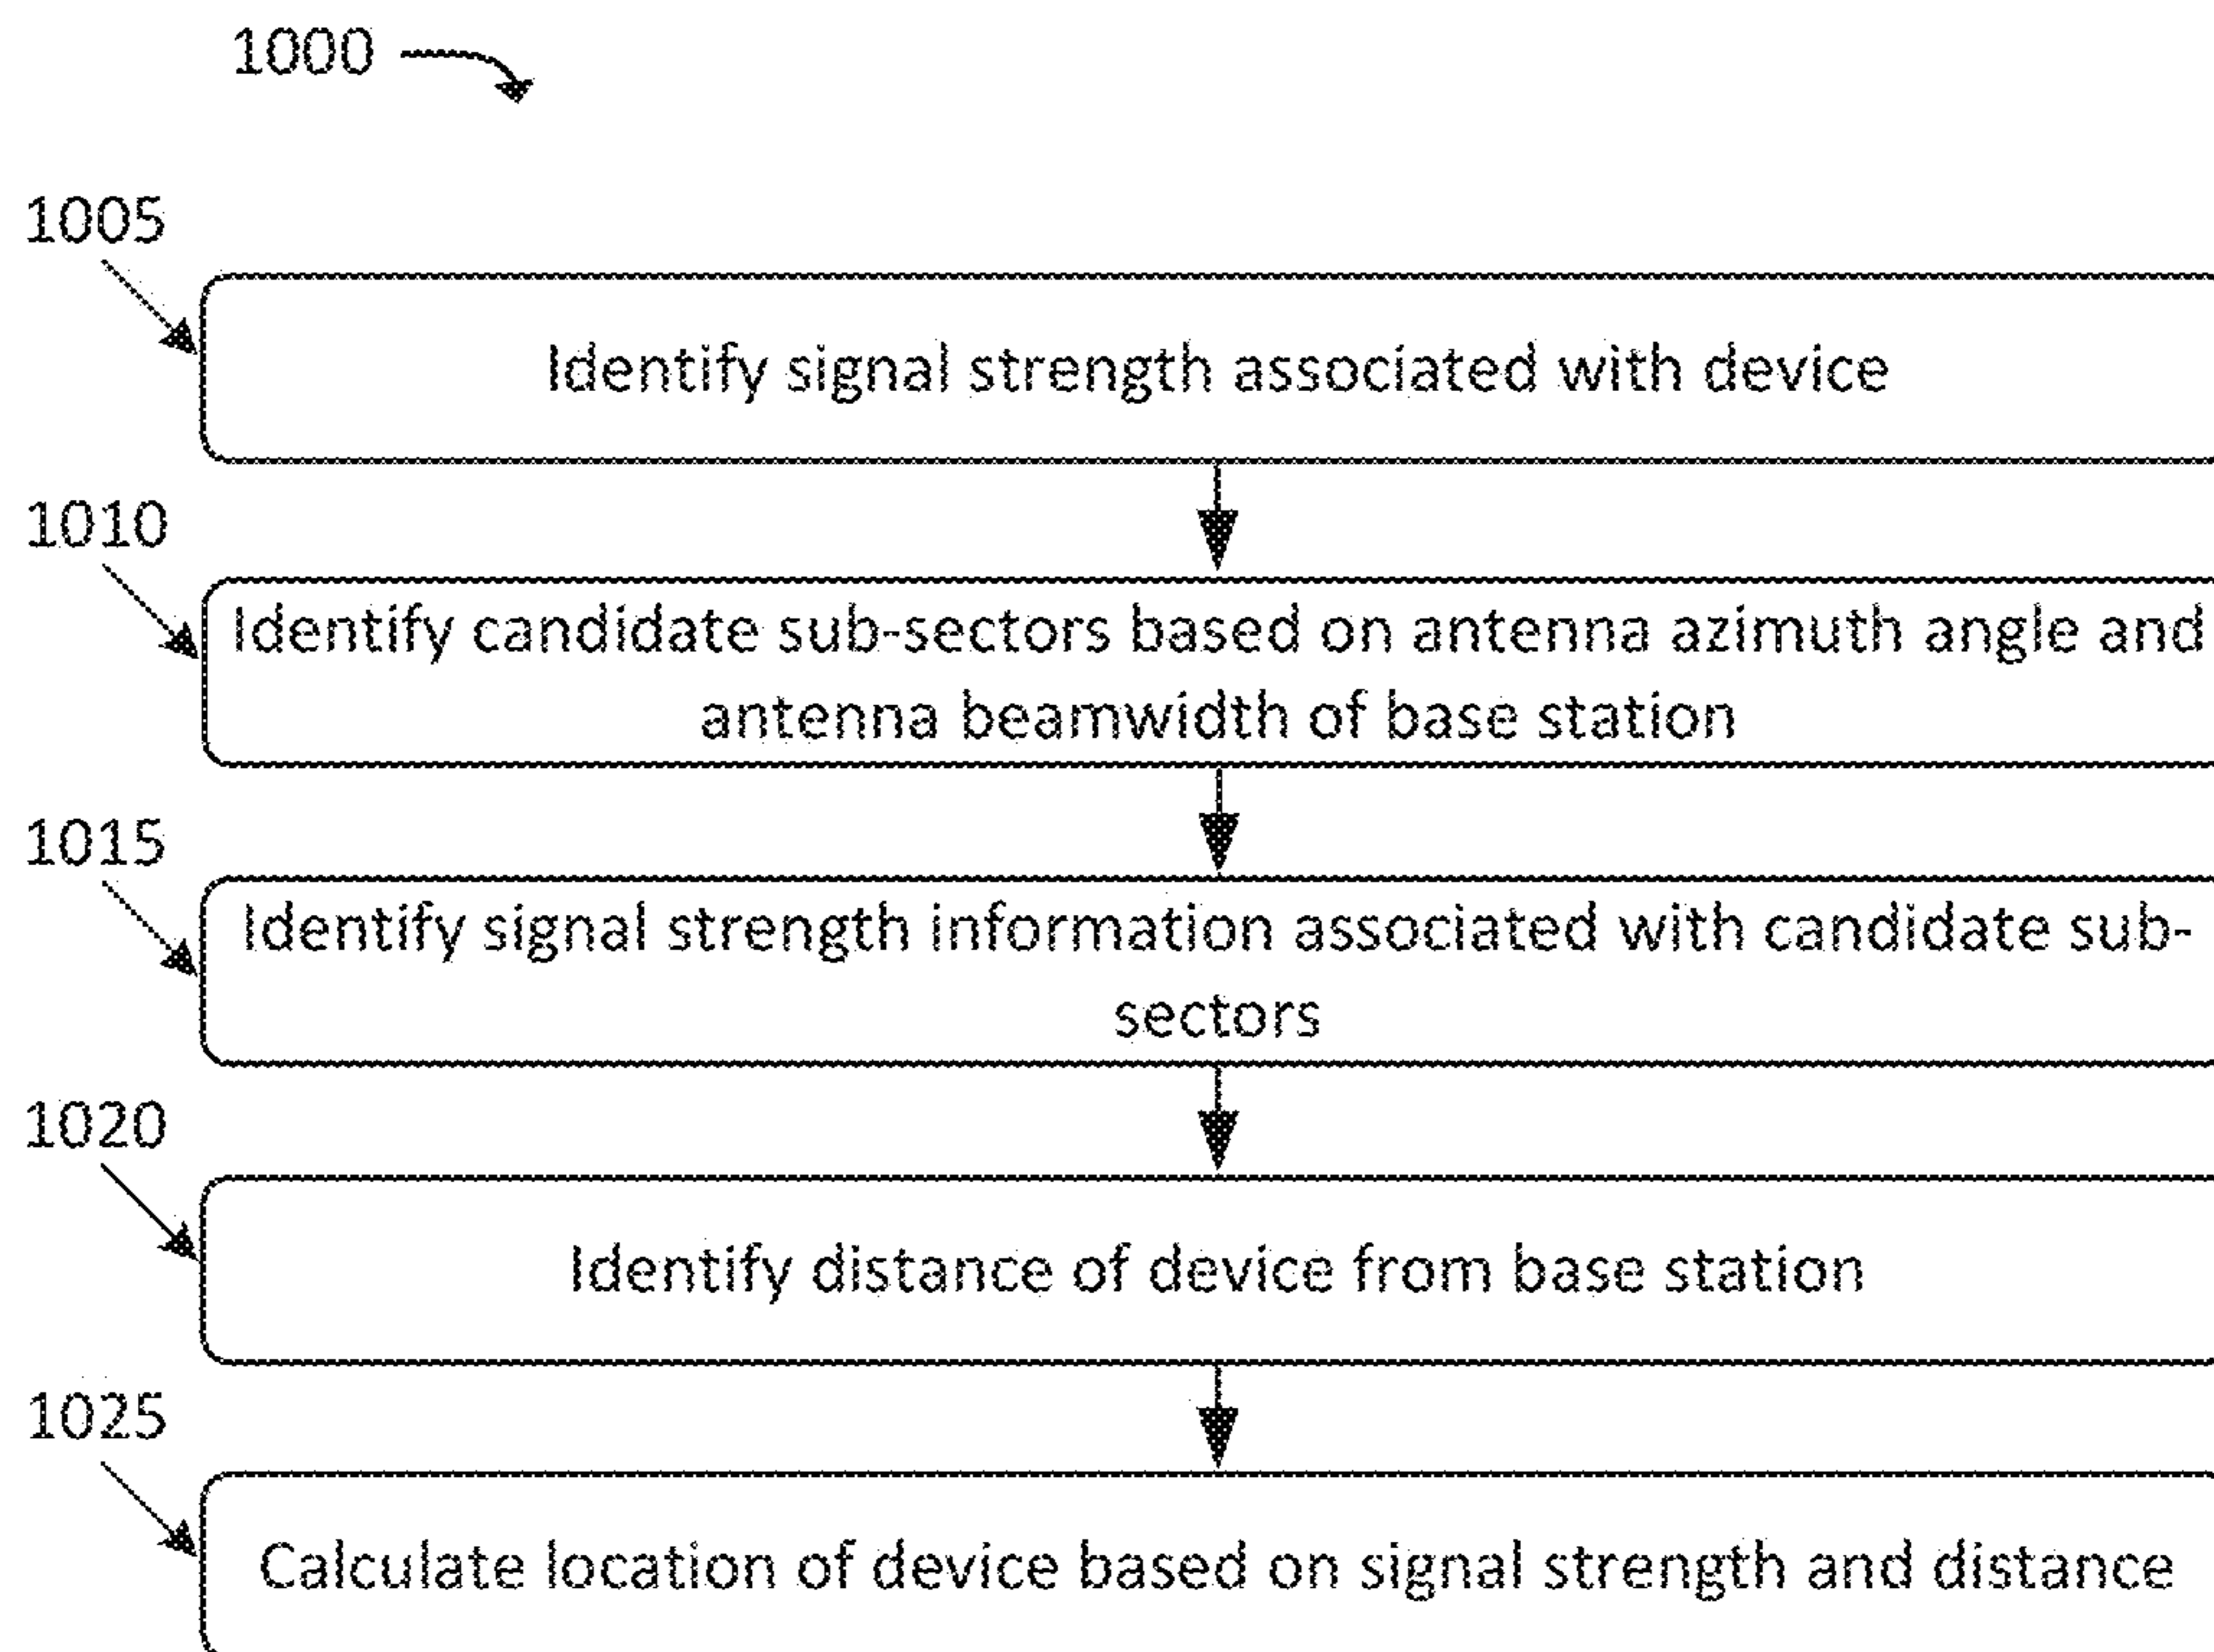 1000
1005
Identify signal strength associated with device
1010
Identify candidate sub-sectors based on antenna azimuth angle and
antenna beamwidth of base station
1015
Identify signal strength information associated with candidate sub-
sectors
1020
Identify distance of device from base station
1025
Calculate location of device based on signal strength and distance